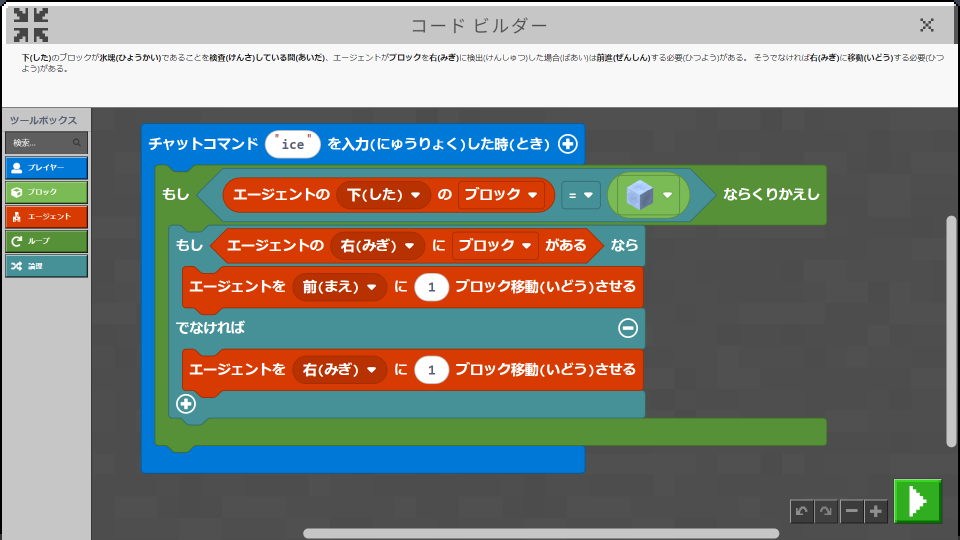 コード ビルダー
下(した)のブロックが氷塊(ひょうかい)であることを検査(けんさ)している間(あいだ)、エージェントがブロックを右(みぎ)に検出(けんしゅつ)した場合(ばあい)は前進(ぜんしん)する必要(ひつよう)がある。 そうでなければ右(みぎ)に移動(いどう)する必要(ひつよう)がある。
ツールボックス
検索...
プレイヤー
ブロック
エージェント
ループ
論理
チャットコマンド "ice" を入力(にゅうりょく)した時(とき)
もし エージェントの 下(した) の ブロック = ならくりかえし
もし エージェントの 右(みぎ) に ブロック がある なら
エージェントを 前(まえ) に 1 ブロック移動(いどう)させる
でなければ
エージェントを 右(みぎ) に 1 ブロック移動(いどう)させる